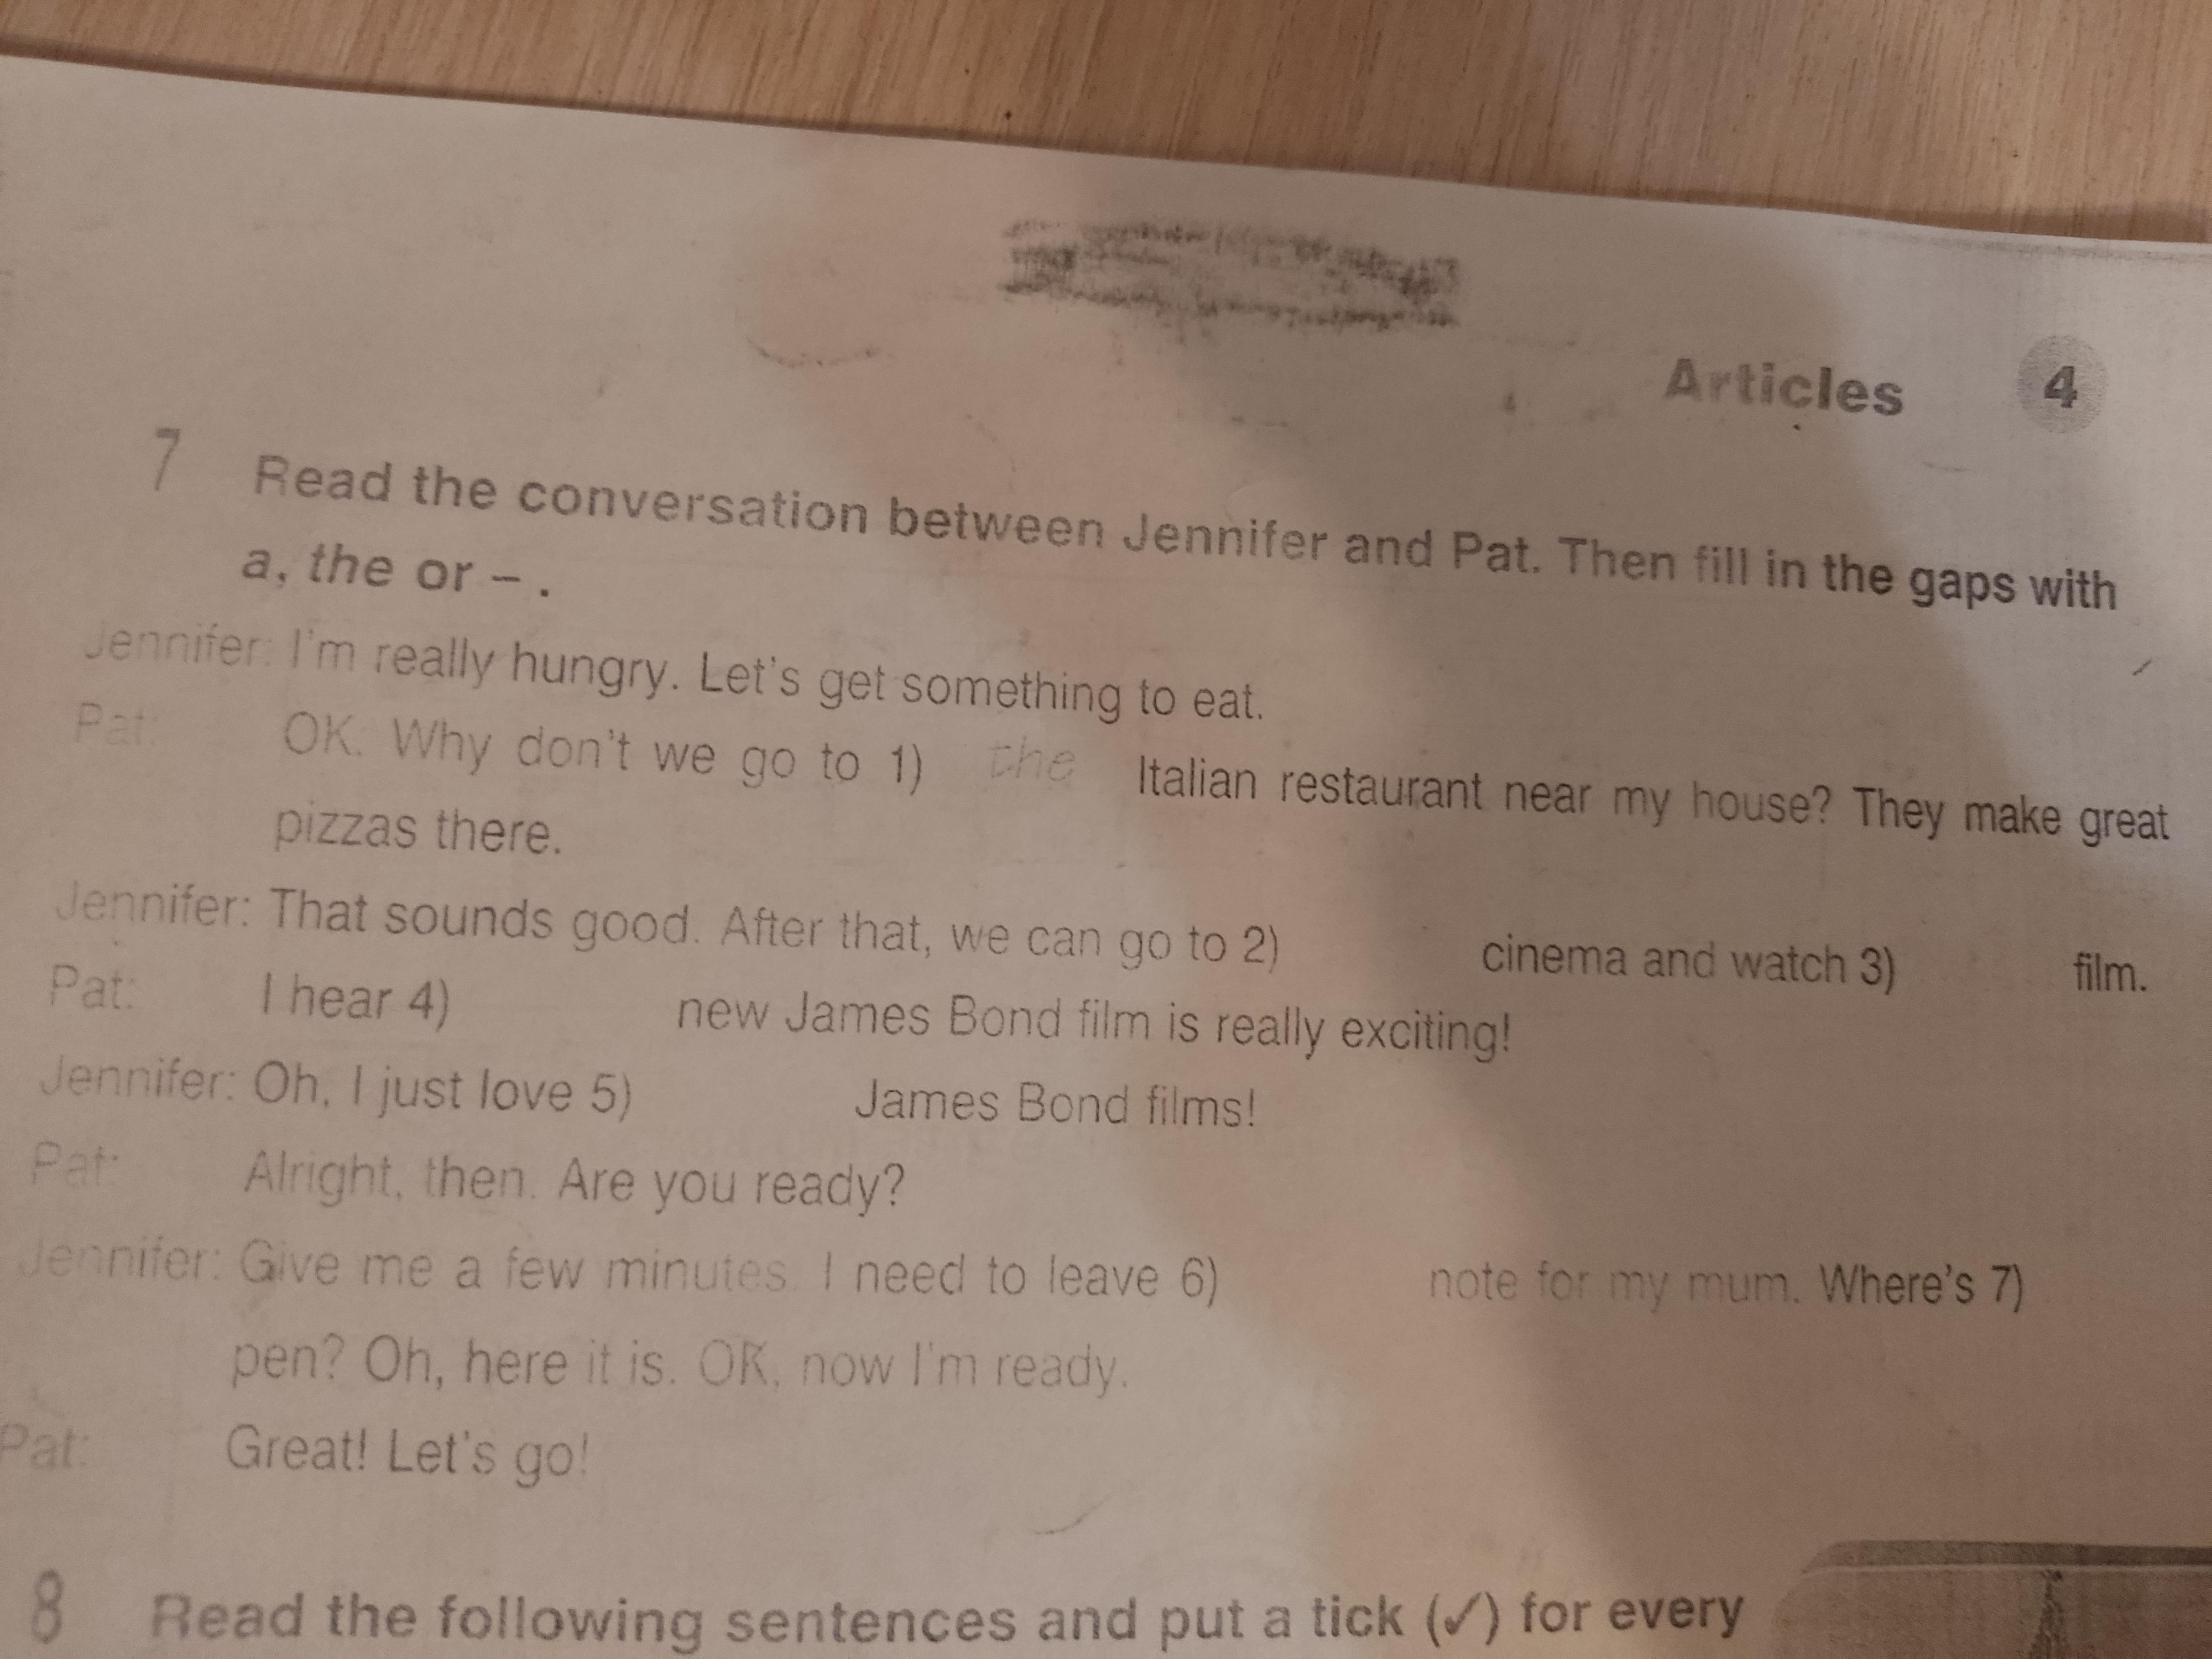 Articles 4
7 Read the conversation between Jennifer and Pat. Then fill in the gaps with
a, the or – .
Jennifer: I'm really hungry. Let's get something to eat.
Pat: OK. Why don't we go to 1) the Italian restaurant near my house? They make great
pizzas there.
Jennifer: That sounds good. After that, we can go to 2) cinema and watch 3) film.
Pat: I hear 4) new James Bond film is really exciting!
Jennifer: Oh, I just love 5) James Bond films!
Pat: Alright, then. Are you ready?
Jennifer: Give me a few minutes. I need to leave 6) note for my mum. Where's 7)
pen? Oh, here it is. OK, now I'm ready.
Pat: Great! Let's go!
8 Read the following sentences and put a tick (✓) for every